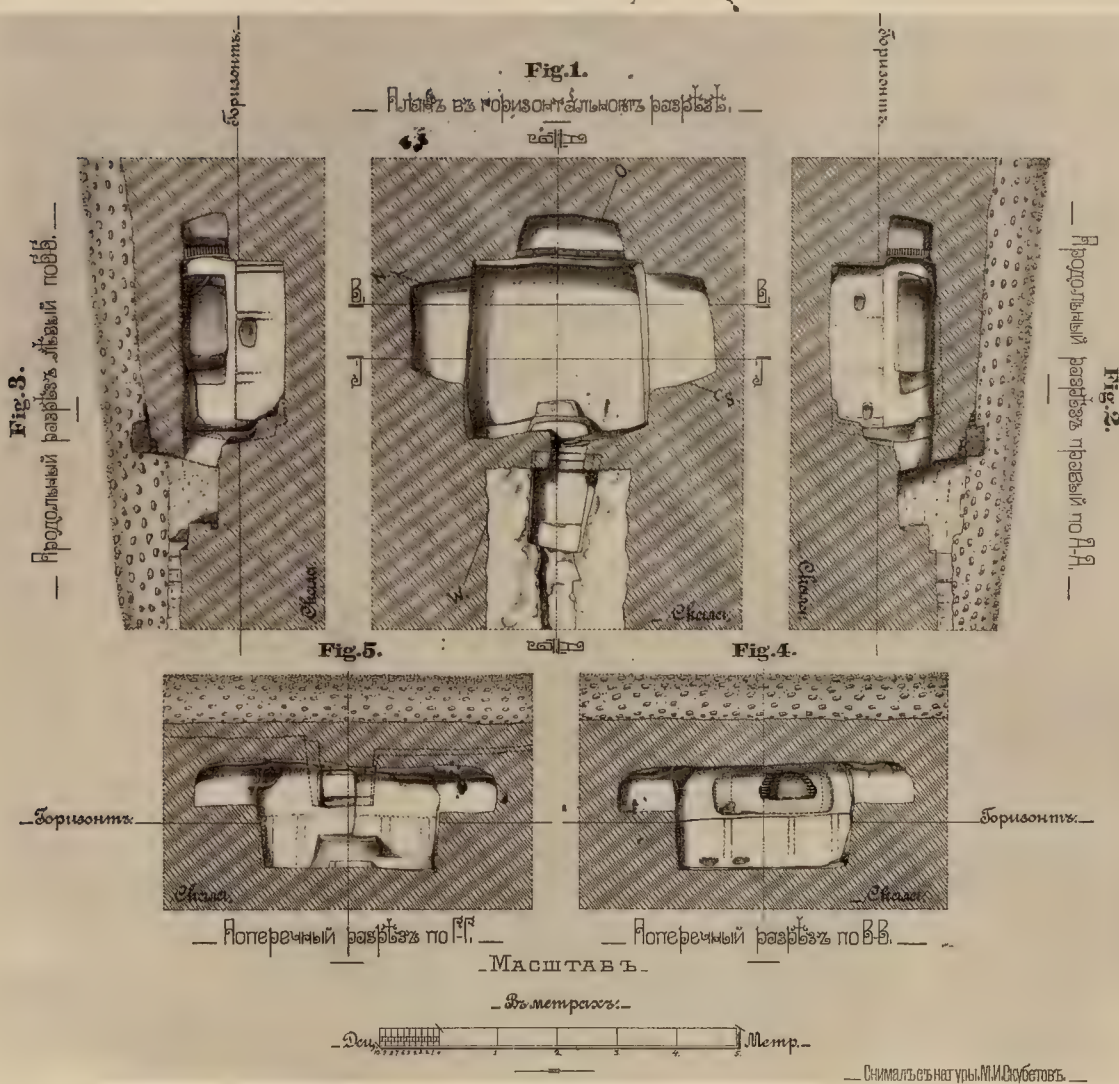 Fig.1.
Планъ въ горизонтальномъ разрѣзѣ.
Горизонтъ.
Горизонтъ.
Fig.3.
Продольный разрѣзъ лѣвый по Б-Б.
Fig.2.
Продольный разрѣзъ правый по А-А.
O.
N.
В.
В.
Г.
Г.
S.
W.
Скала.
Скала.
Скала.
Fig.5.
Fig.4.
Горизонтъ.
Горизонтъ.
Скала.
Скала.
Поперечный разрѣзъ по Г-Г.
Поперечный разрѣзъ по В-В.
МАСШТАБЪ.
Въ метрахъ:
Дец.
1 2 3 4. 5.
Метр.
Снималъ съ натуры М.И.Скубетовъ.